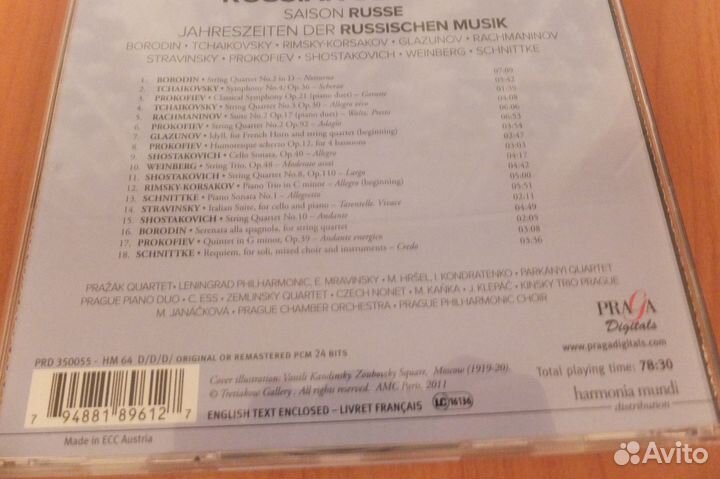 SAISON RUSSE
JAHRESZEITEN DER RUSSISCHEN MUSIK
BORODIN • TCHAIKOVSKY • RIMSKY-KORSAKOV • GLAZUNOV • RACHMANINOV
STRAVINSKY • PROKOFIEV • SHOSTAKOVICH • WEINBERG • SCHNITTKE
1. BORODIN • String Quartet No.2 in D – Notturno 07:09
2. TCHAIKOVSKY • Symphony No.4, Op.36 – Scherzo 05:42
3. PROKOFIEV • Classical Symphony Op.21 (piano duet) – Gavotte 01:39
4. TCHAIKOVSKY • String Quartet No.3 Op.30 – Allegro vivo 04:08
5. RACHMANINOV • Suite No.2 Op.17 (piano duet) – Waltz. Presto 06:06
6. PROKOFIEV • String Quartet No.2 Op.92 – Adagio 06:53
7. GLAZUNOV • Idyll, for French Horn and string quartet (beginning) 03:54
8. PROKOFIEV • Humoresque scherzo Op.12, for 4 bassoons 02:47
9. SHOSTAKOVICH • Cello Sonata, Op.40 – Allegro 03:03
10. WEINBERG • String Trio, Op.48 – Moderato assai 04:17
11. SHOSTAKOVICH • String Quartet No.8, Op.110 – Largo 04:42
12. RIMSKY-KORSAKOV • Piano Trio in C minor – Allegro (beginning) 05:00
13. SCHNITTKE • Piano Sonata No.1 – Allegretto 05:51
14. STRAVINSKY • Italian Suite, for cello and piano – Tarentelle. Vivace 02:11
15. SHOSTAKOVICH • String Quartet No.10 – Andante 04:49
16. BORODIN • Serenata alla spagnola, for string quartet 02:05
17. PROKOFIEV • Quintet in G minor, Op.39 – Andante energico 03:08
18. SCHNITTKE • Requiem, for soli, mixed choir and instruments – Credo 03:36
PRAŽÁK QUARTET • LENINGRAD PHILHARMONIC, E. MRAVINSKY • M. HRŠEL, I. KONDRATENKO • PARKANYI QUARTET
PRAGUE PIANO DUO • C. ESS • ZEMLINSKY QUARTET • CZECH NONET • M. KAŇKA • J. KLEPÁČ • KINSKY TRIO PRAGUE
M. JANÁČKOVÁ • PRAGUE CHAMBER ORCHESTRA • PRAGUE PHILHARMONIC CHOIR
PRAGA
Digitals
www.pragadigitals.com
PRD 350055 - HM 64 D/D/D/ ORIGINAL OR REMASTERED PCM 24 BITS
Total playing time: 78:30
Cover illustration: Vassili Kandinsky, Zoubovsky Square, Moscow (1919-20).
© Tretiakow Gallery. All rights. AMC Paris, 2011
harmonia mundi
distribution
7 94881 89612 7
ENGLISH TEXT ENCLOSED – LIVRET FRANÇAIS
LC 16136
Made in ECC Austria
Avito